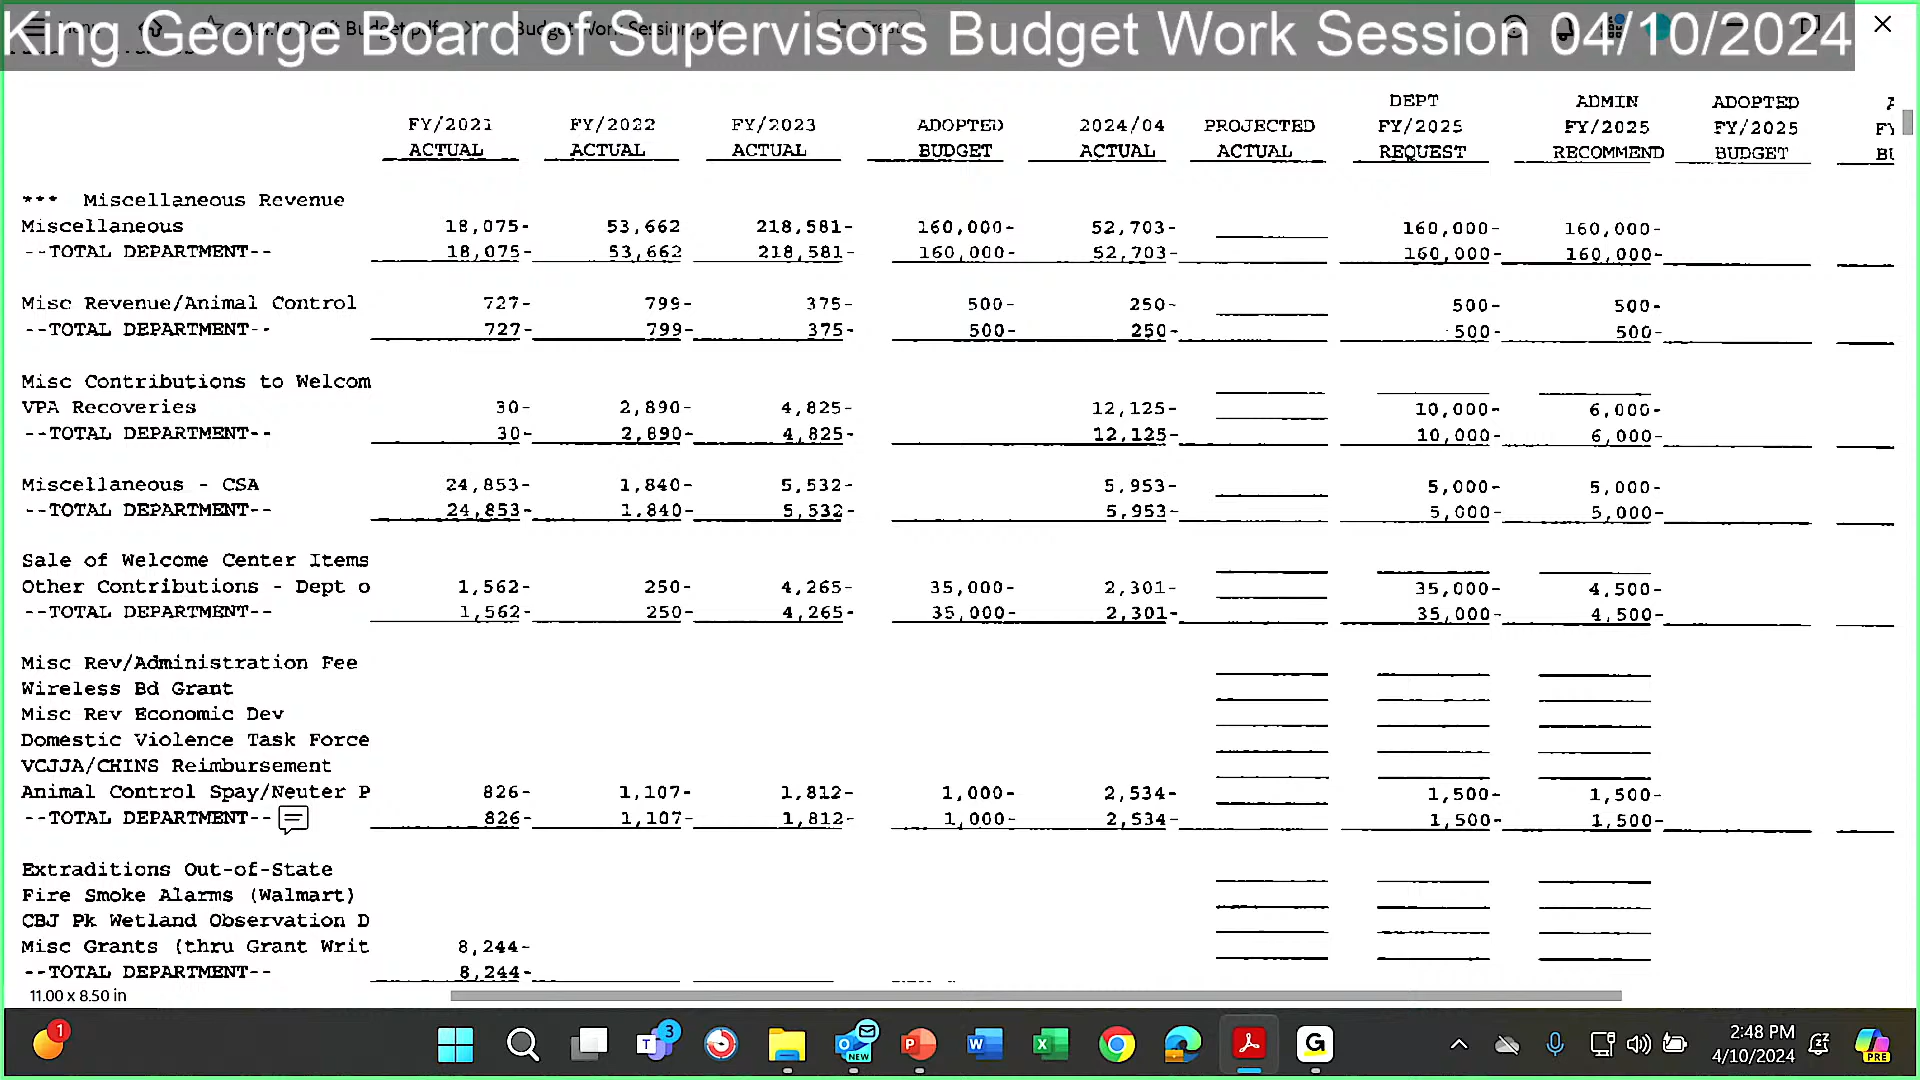 King George Board of Supervisors Budget Work Session 04/10/2024
DEPT ADMIN ADOPTED
FY/2021 FY/2022 FY/2023 ADOPTED 2024/04 PROJECTED FY/2025 FY/2025 FY/2025 FY
ACTUAL ACTUAL ACTUAL BUDGET ACTUAL ACTUAL REQUEST RECOMMEND BUDGET
*** Miscellaneous Revenue
Miscellaneous 18,075- 53,662 218,581- 160,000- 52,703- 160,000- 160,000-
--TOTAL DEPARTMENT-- 18,075- 53,662 218,581- 160,000- 52,703- 160,000- 160,000-
Misc Revenue/Animal Control 727- 799- 375- 500- 250- 500- 500-
--TOTAL DEPARTMENT-- 727- 799- 375- 500- 250- 500- 500-
Misc Contributions to Welcom
VPA Recoveries 30- 2,890- 4,825- 12,125- 10,000- 6,000-
--TOTAL DEPARTMENT-- 30- 2,890- 4,825- 12,125- 10,000- 6,000-
Miscellaneous - CSA 24,853- 1,840- 5,532- 5,953- 5,000- 5,000-
--TOTAL DEPARTMENT-- 24,853- 1,840- 5,532- 5,953- 5,000- 5,000-
Sale of Welcome Center Items
Other Contributions - Dept o 1,562- 250- 4,265- 35,000- 2,301- 35,000- 4,500-
--TOTAL DEPARTMENT-- 1,562- 250- 4,265- 35,000- 2,301- 35,000- 4,500-
Misc Rev/Administration Fee
Wireless Bd Grant
Misc Rev Economic Dev
Domestic Violence Task Force
VCJJA/CHINS Reimbursement
Animal Control Spay/Neuter P 826- 1,107- 1,812- 1,000- 2,534- 1,500- 1,500-
--TOTAL DEPARTMENT-- 826- 1,107- 1,812- 1,000- 2,534- 1,500- 1,500-
Extraditions Out-of-State
Fire Smoke Alarms (Walmart)
CBJ Pk Wetland Observation D
Misc Grants (thru Grant Writ 8,244-
--TOTAL DEPARTMENT-- 8,244-
11.00 x 8.50 in
2:48 PM
4/10/2024